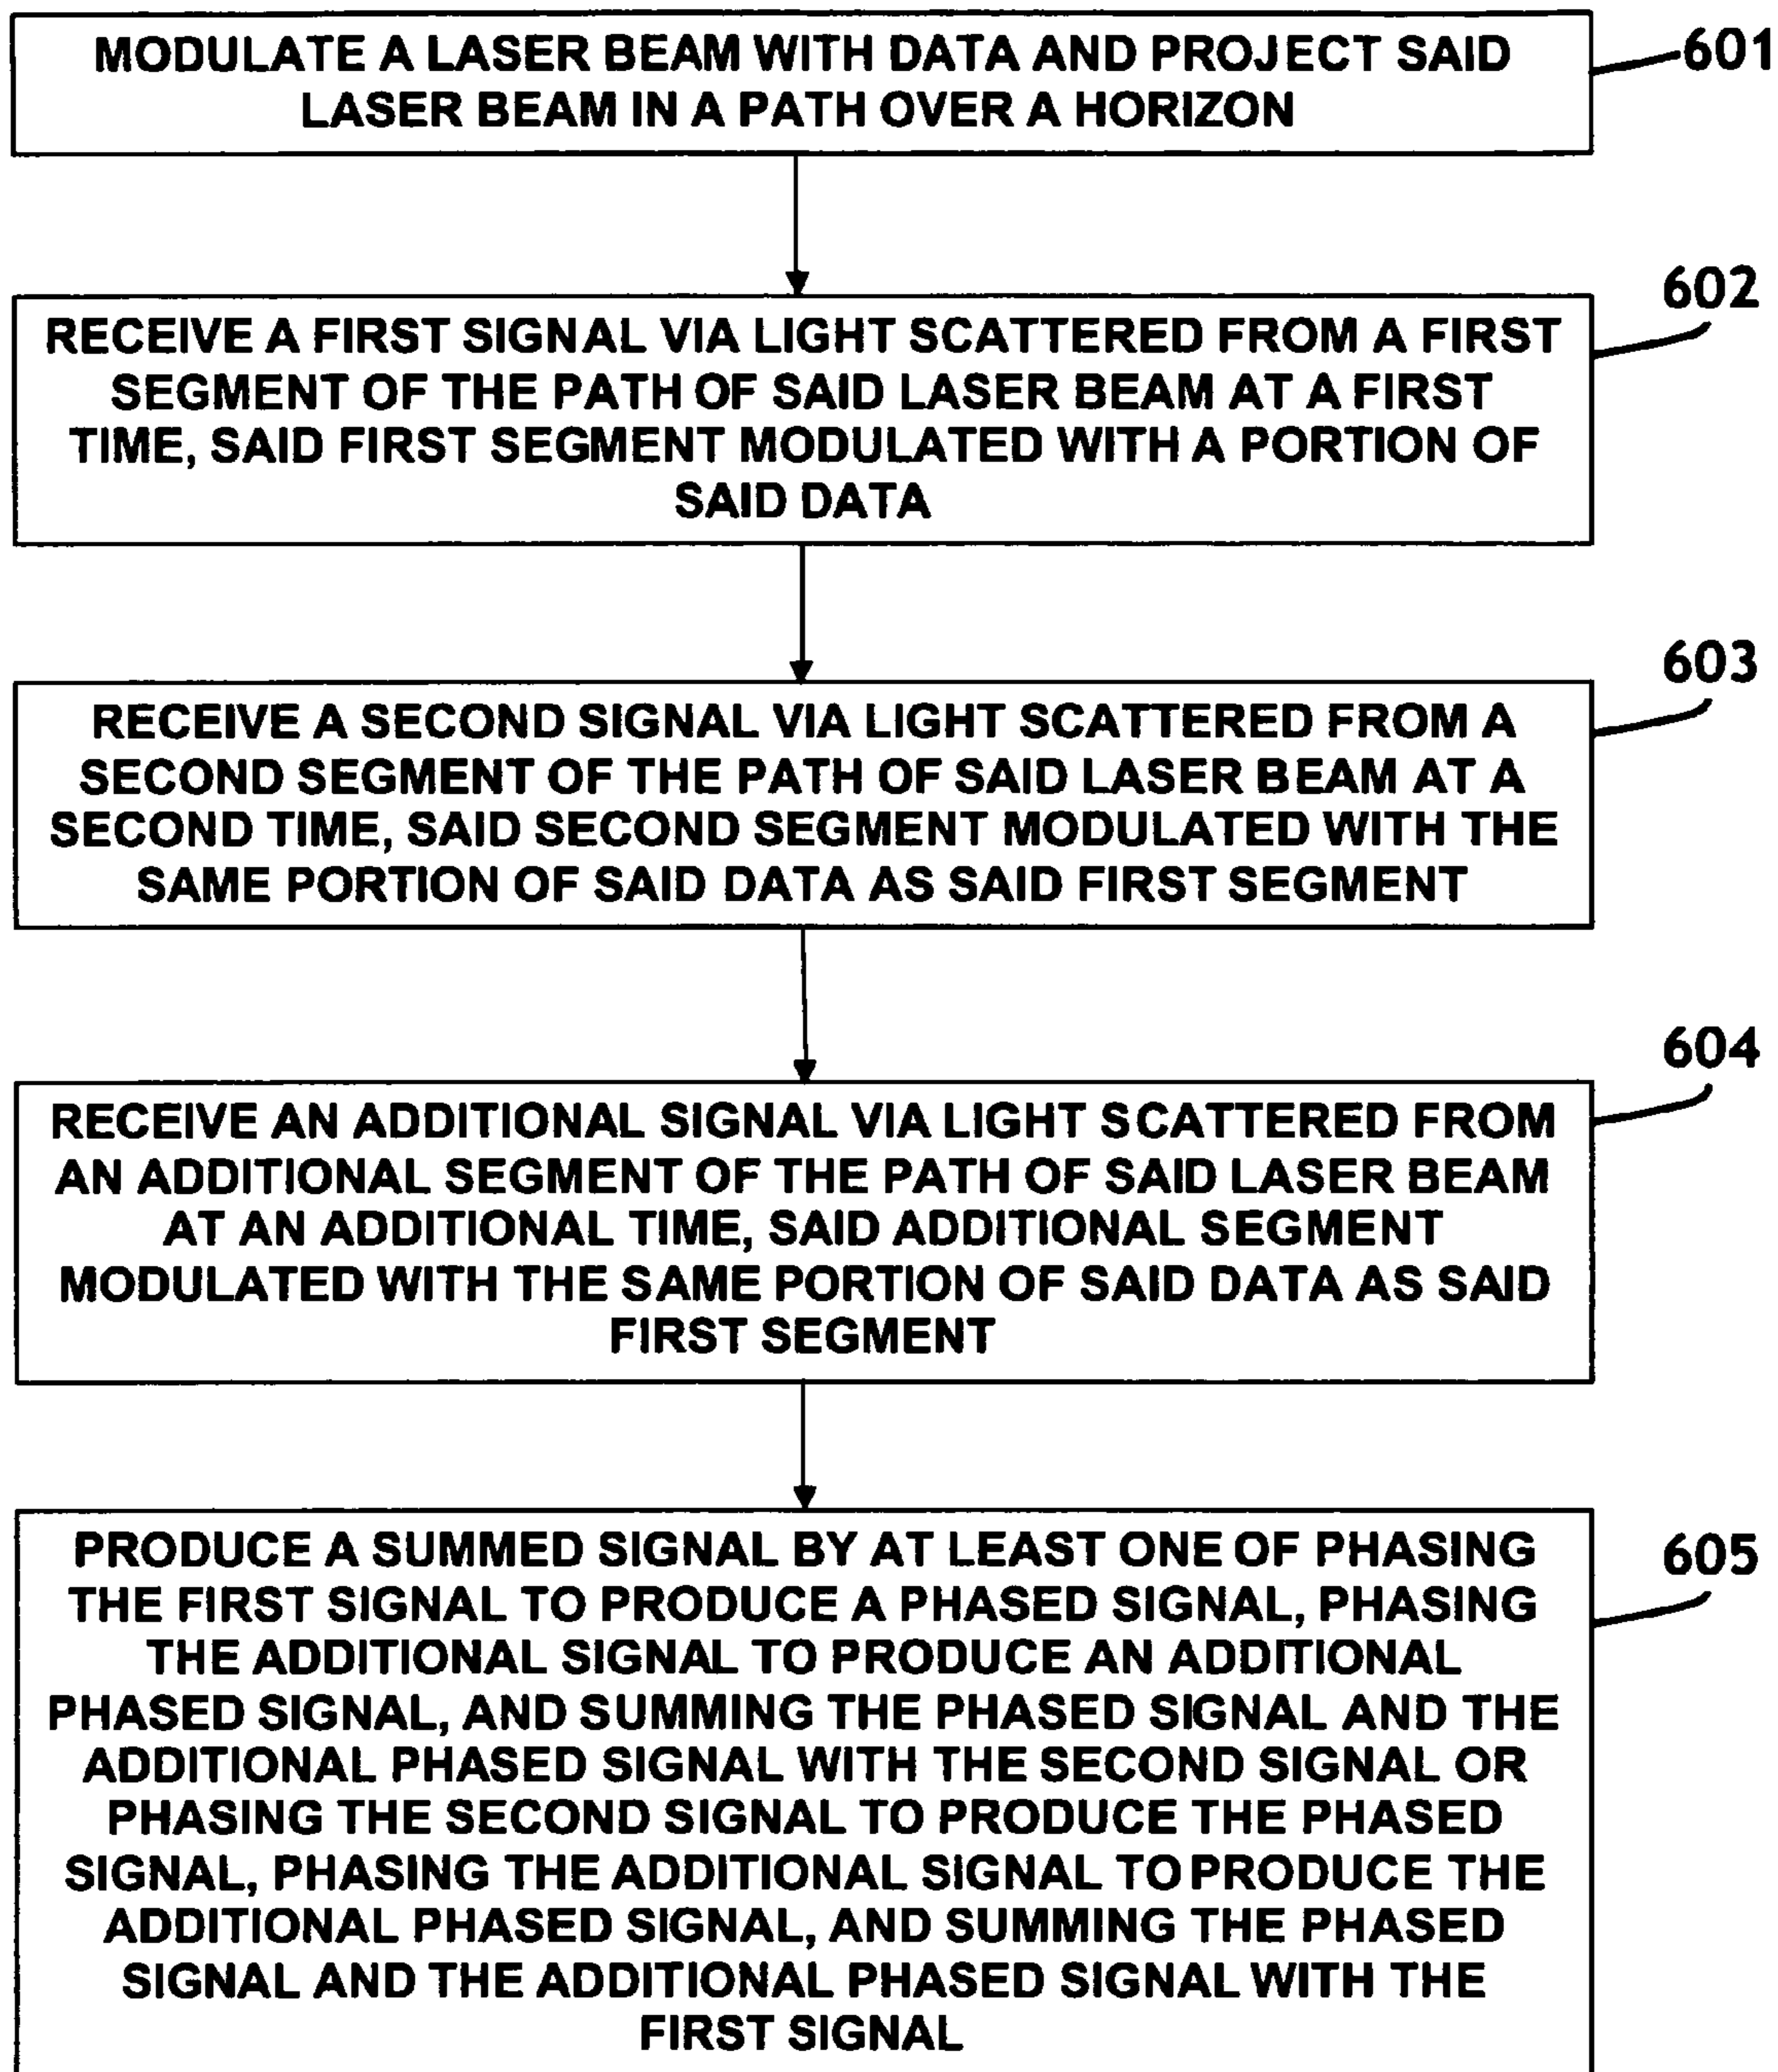 MODULATE A LASER BEAM WITH DATA AND PROJECT SAID
LASER BEAM IN A PATH OVER A HORIZON
601
RECEIVE A FIRST SIGNAL VIA LIGHT SCATTERED FROM A FIRST
SEGMENT OF THE PATH OF SAID LASER BEAM AT A FIRST
TIME, SAID FIRST SEGMENT MODULATED WITH A PORTION OF
SAID DATA
602
RECEIVE A SECOND SIGNAL VIA LIGHT SCATTERED FROM A
SECOND SEGMENT OF THE PATH OF SAID LASER BEAM AT A
SECOND TIME, SAID SECOND SEGMENT MODULATED WITH THE
SAME PORTION OF SAID DATA AS SAID FIRST SEGMENT
603
RECEIVE AN ADDITIONAL SIGNAL VIA LIGHT SCATTERED FROM
AN ADDITIONAL SEGMENT OF THE PATH OF SAID LASER BEAM
AT AN ADDITIONAL TIME, SAID ADDITIONAL SEGMENT
MODULATED WITH THE SAME PORTION OF SAID DATA AS SAID
FIRST SEGMENT
604
PRODUCE A SUMMED SIGNAL BY AT LEAST ONE OF PHASING
THE FIRST SIGNAL TO PRODUCE A PHASED SIGNAL, PHASING
THE ADDITIONAL SIGNAL TO PRODUCE AN ADDITIONAL
PHASED SIGNAL, AND SUMMING THE PHASED SIGNAL AND THE
ADDITIONAL PHASED SIGNAL WITH THE SECOND SIGNAL OR
PHASING THE SECOND SIGNAL TO PRODUCE THE PHASED
SIGNAL, PHASING THE ADDITIONAL SIGNAL TO PRODUCE THE
ADDITIONAL PHASED SIGNAL, AND SUMMING THE PHASED
SIGNAL AND THE ADDITIONAL PHASED SIGNAL WITH THE
FIRST SIGNAL
605